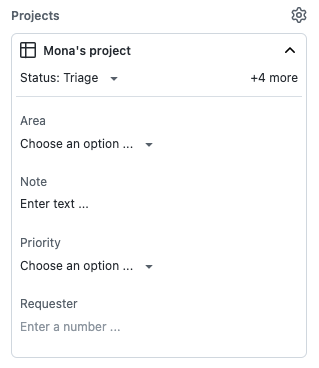 Projects
Mona's project
Status: Triage
+4 more
Area
Choose an option ...
Note
Enter text ...
Priority
Choose an option ...
Requester
Enter a number ...